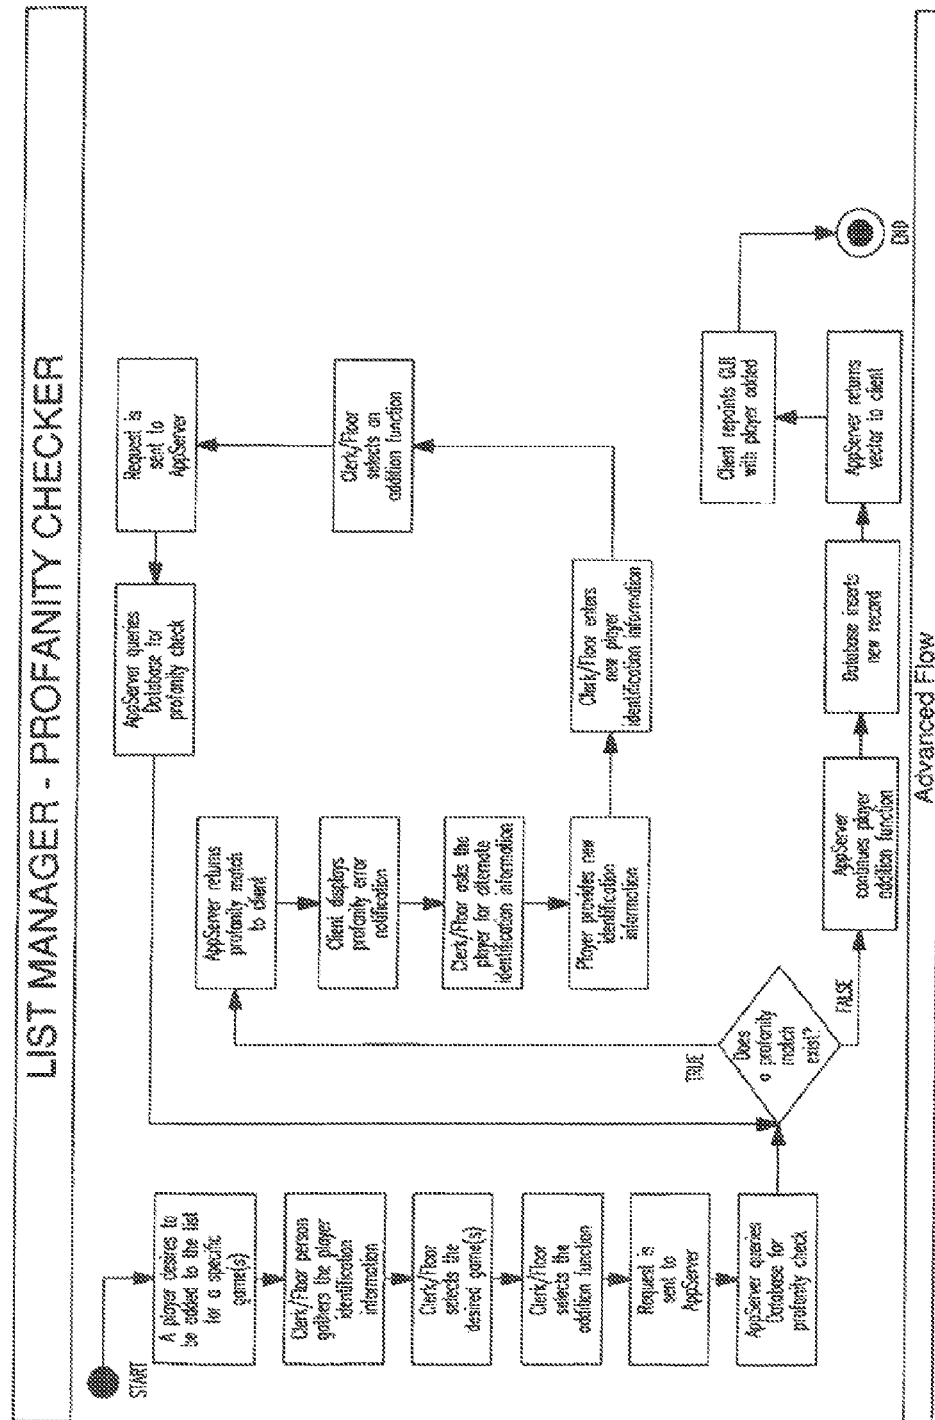 LIST MANAGER - PROFANITY CHECKER
START
A player desires to
be added to the list
for a specific
game(s)
Clerk/Floor person
gathers the player
identification
information
Clerk/Floor
selects the
desired game(s)
Clerk/Floor
selects the
addition function
Request is
sent to
AppServer
AppServer queries
Database for
profanity check
Does
a profanity
match
exist?
TRUE
AppServer returns
profanity match
to client
Client displays
profanity error
notification
Clerk/Floor asks the
player for alternate
identification information
Player provides new
identification
information
Clerk/Floor enters
new player
identification information
Clerk/Floor
selects an
addition function
Request is
sent to
AppServer
AppServer queries
Database for
profanity check
FALSE
AppServer
continues player
addition function
Database inserts
new record
AppServer returns
vector to client
Client repaints GUI
with player added
END
Advanced Flow